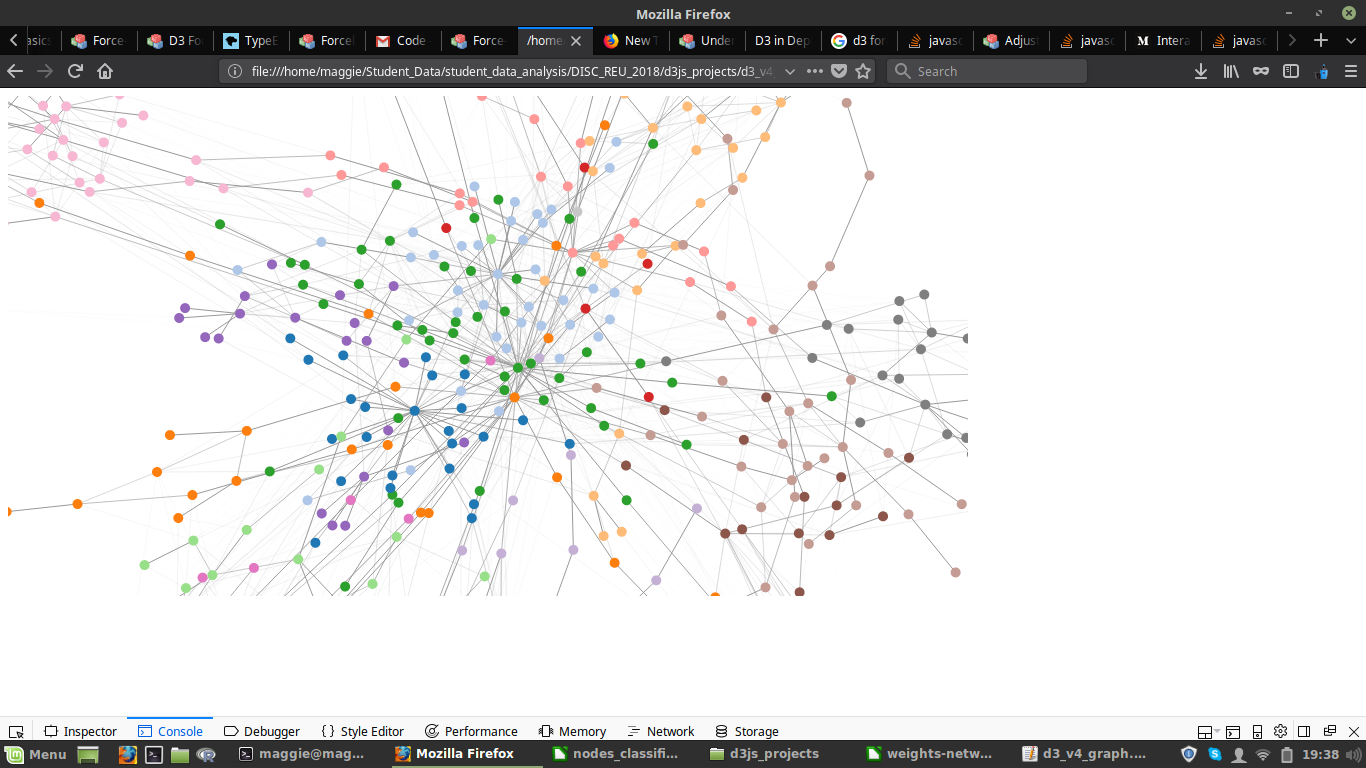 Mozilla Firefox
asics
Force-
D3 Fo
TypeE
Force
Code
Force-
/home
New T
Under
D3 in Dep
d3 for
javasc
Adjus
javasc
Intera
javasc
file:///home/maggie/Student_Data/student_data_analysis/DISC_REU_2018/d3js_projects/d3_v4
Search
Inspector
Console
Debugger
Style Editor
Performance
Memory
Network
Storage
Menu
maggie@mag...
Mozilla Firefox
nodes_classifi...
d3js_projects
weights-netw...
d3_v4_graph....
19:38